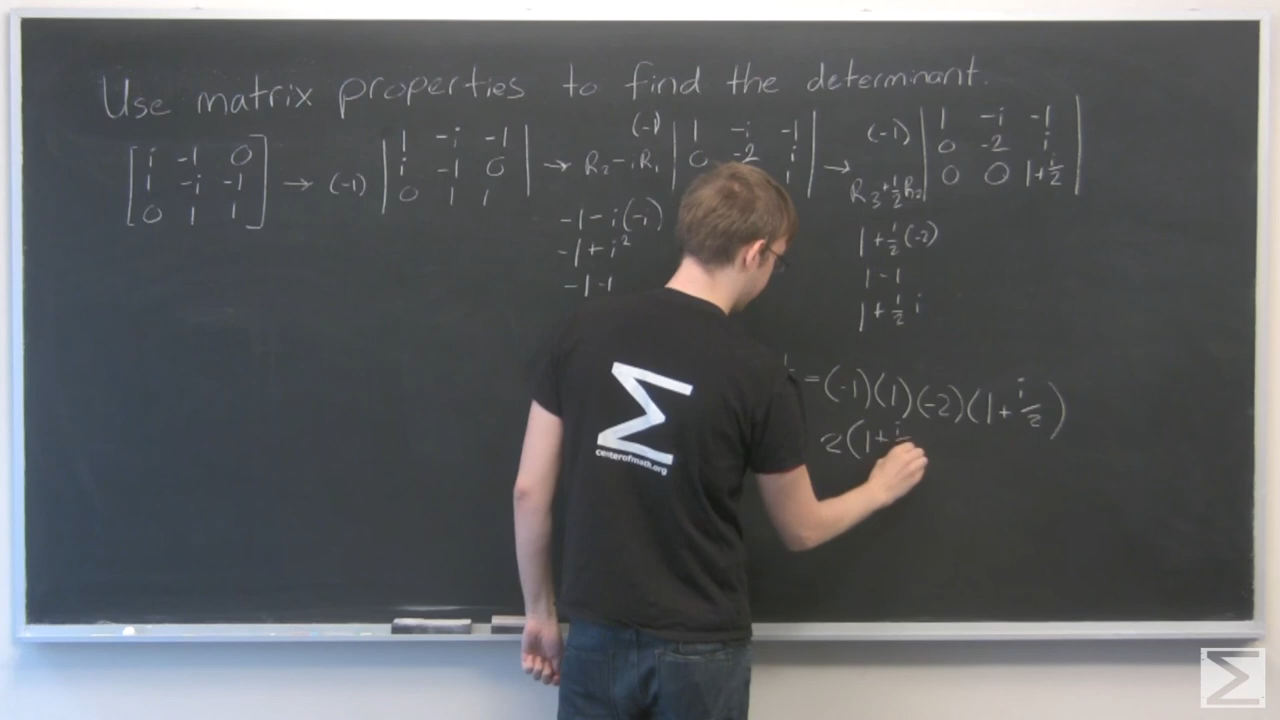 Use matrix properties to find the determinant.
[i -1 0
1 -i -1
0 1 1] → (-1) |1 -i -1
i -1 0
0 1 1| → R₂-iR₁ (-1) |1 -i -1
0 -2 i
i| → R₃+½R₂ (-1) |1 -i -1
0 -2 i
0 0 1+i/2|
-1-i(-i)
-1+i²
-1-1
1+½(-2)
1-1
1+½i
=(-1)(1)(-2)(1+i/2)
2(1+i
Σ
centerofmath.org
Σ